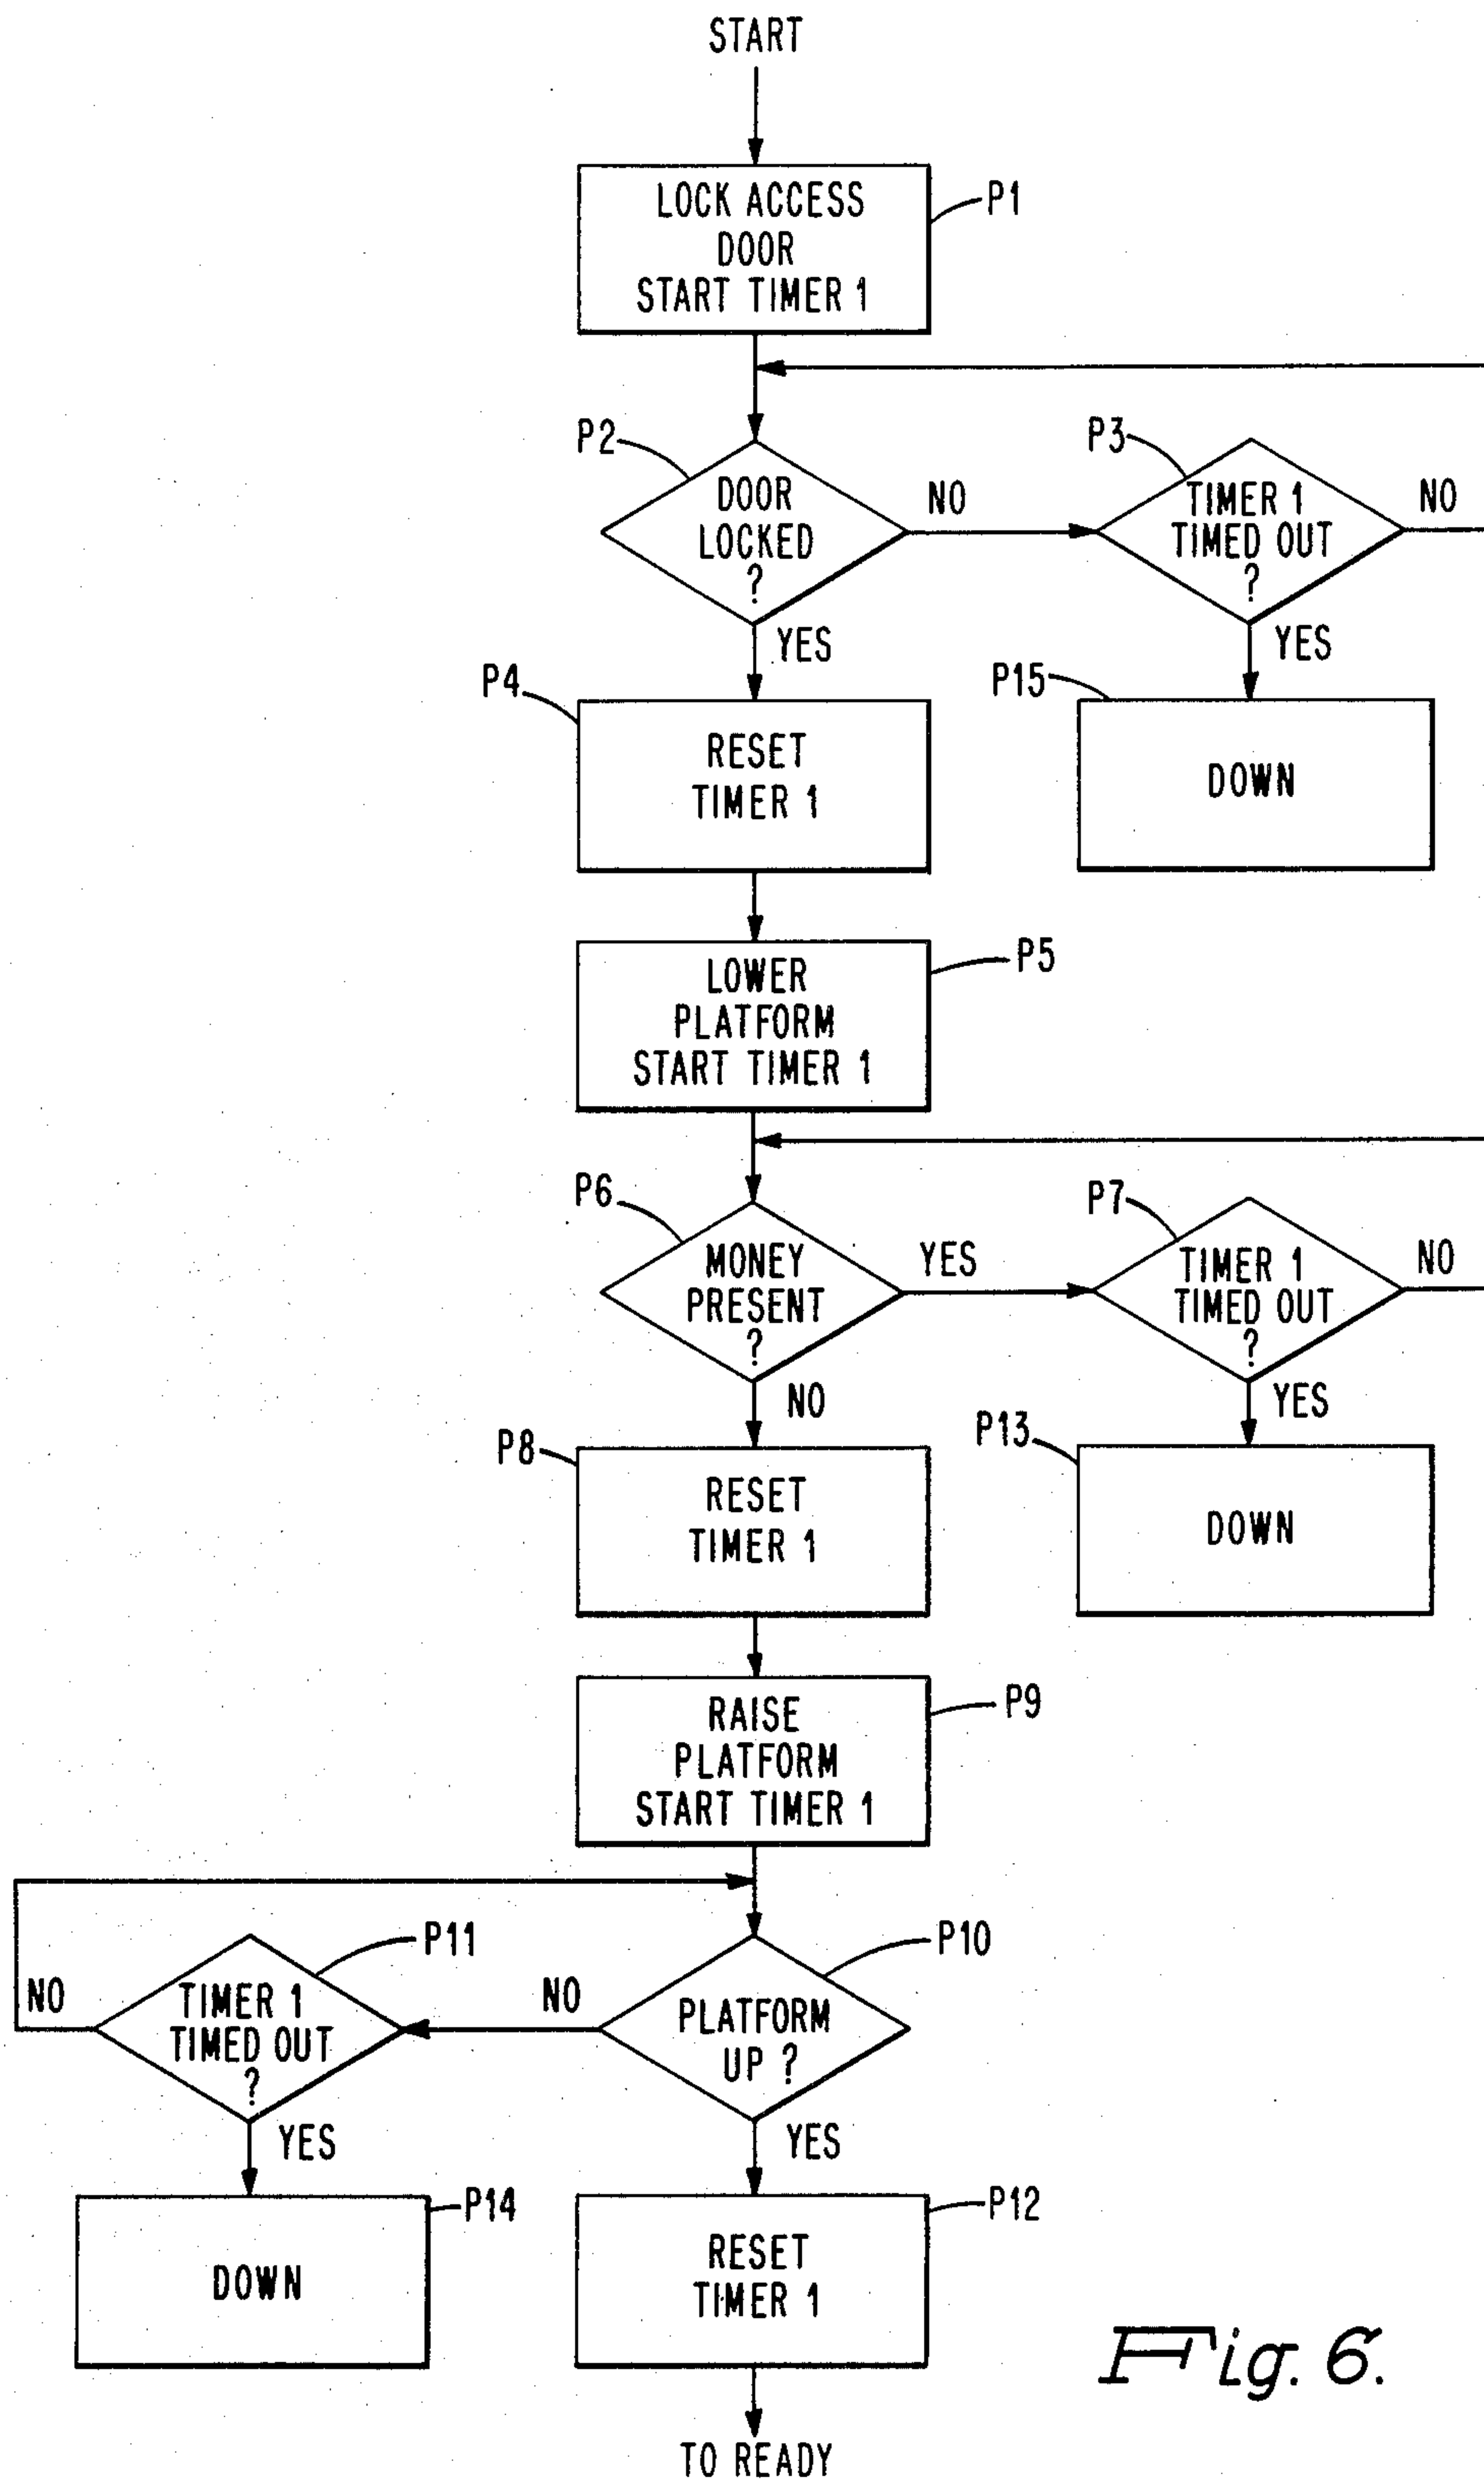 START
LOCK ACCESS
DOOR
START TIMER 1
P1
P2
DOOR
LOCKED
?
NO
YES
P3
TIMER 1
TIMED OUT
?
NO
YES
P4
RESET
TIMER 1
P15
DOWN
LOWER
PLATFORM
START TIMER 1
P5
P6
MONEY
PRESENT
?
YES
NO
P7
TIMER 1
TIMED OUT
?
NO
YES
P8
RESET
TIMER 1
P13
DOWN
RAISE
PLATFORM
START TIMER 1
P9
P11
NO
TIMER 1
TIMED OUT
?
YES
NO
P10
PLATFORM
UP ?
YES
P14
DOWN
P12
RESET
TIMER 1
Fig. 6.
TO READY